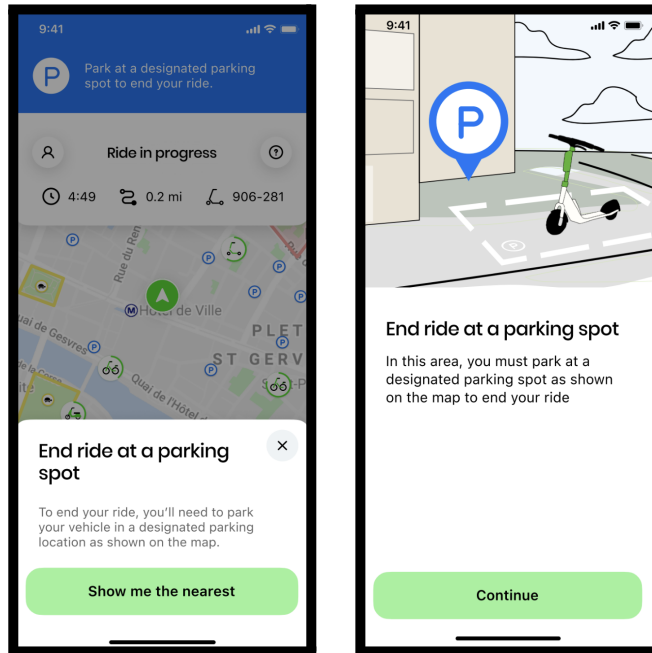 9:41
P
Park at a designated parking
spot to end your ride.
Ride in progress
?
4:49
0.2 mi
906-281
Rue du Ren
P
P
P
P
M
Hôtel de Ville
uai de Gesvres
P
PLET
P
ST GERV
P
Quai de l'Hôtel d
End ride at a parking
spot
To end your ride, you’ll need to park
your vehicle in a designated parking
location as shown on the map.
Show me the nearest
9:41
P
P
End ride at a parking spot
In this area, you must park at a
designated parking spot as shown
on the map to end your ride
Continue